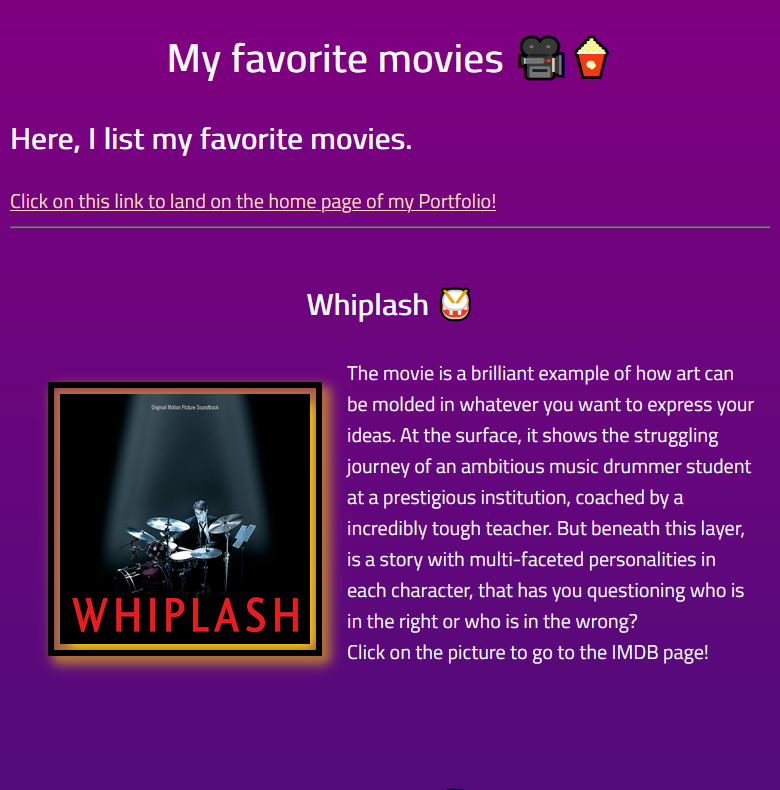 My favorite movies
Here, I list my favorite movies.
Click on this link to land on the home page of my Portfolio!
Whiplash
Original Motion Picture Soundtrack
WHIPLASH
The movie is a brilliant example of how art can
be molded in whatever you want to express your
ideas. At the surface, it shows the struggling
journey of an ambitious music drummer student
at a prestigious institution, coached by a
incredibly tough teacher. But beneath this layer,
is a story with multi-faceted personalities in
each character, that has you questioning who is
in the right or who is in the wrong?
Click on the picture to go to the IMDB page!